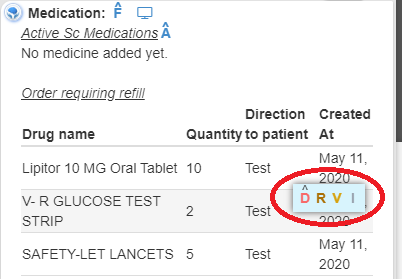 Medication: F̂
Active Sc Medications Â
No medicine added yet.
Order requiring refill
Drug name Quantity Direction to patient Created At
Lipitor 10 MG Oral Tablet 10 Test May 11, 2020
V- R GLUCOSE TEST STRIP 2 Test 2020
D̂ R V I
SAFETY-LET LANCETS 5 Test May 11, 2020